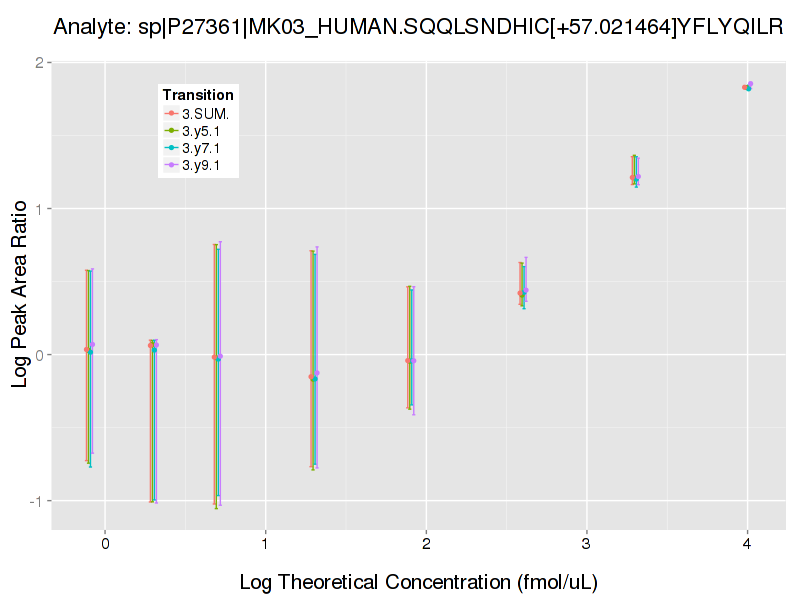 Analyte: sp|P27361|MK03_HUMAN.SQQLSNDHIC[+57.021464]YFLYQILR
Transition
3.SUM.
3.y5.1
3.y7.1
3.y9.1
Log Peak Area Ratio
2
1
0
-1
0 1 2 3 4
Log Theoretical Concentration (fmol/uL)